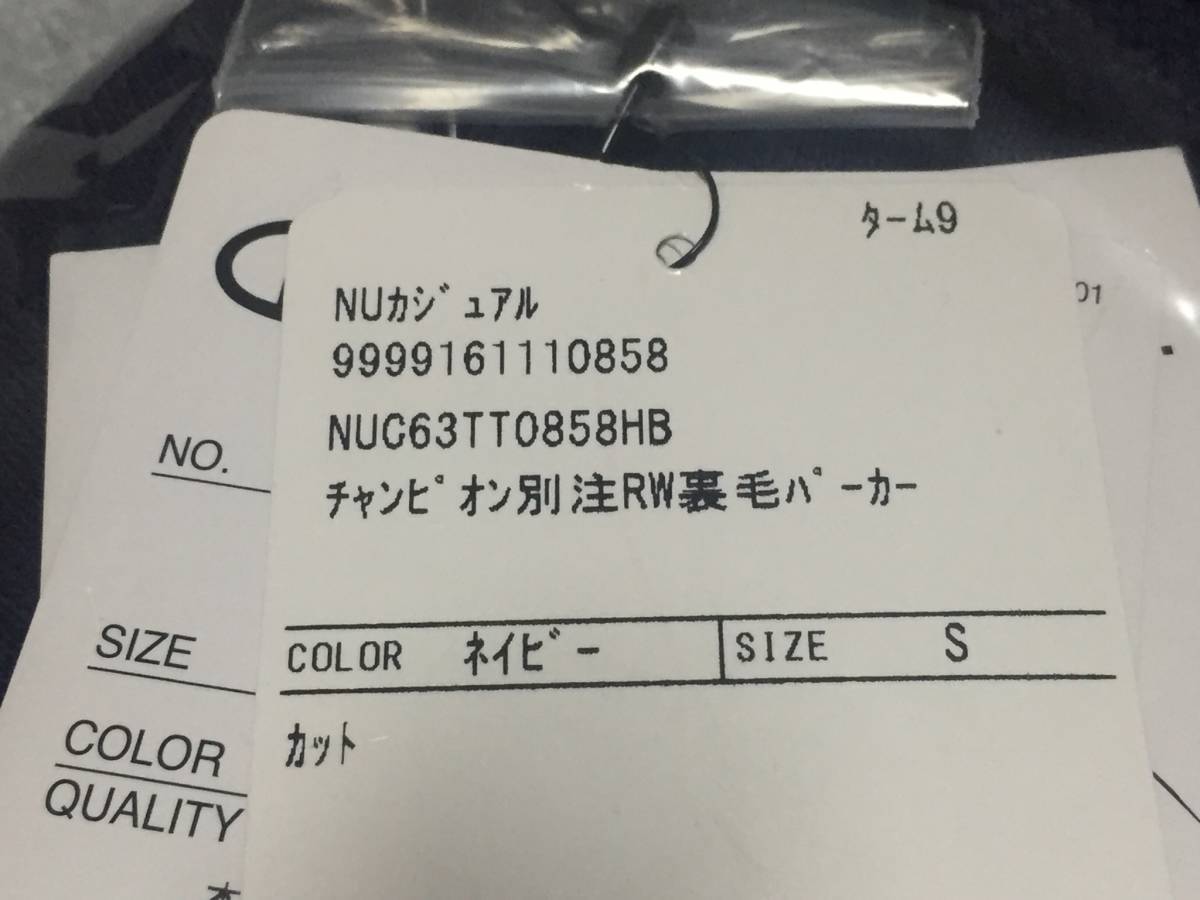 ターム9
NUカジュアル
9999161110858
NUC63TT0858HB
チャンピオン別注RW裏毛パーカー
COLOR ネイビー SIZE S
カット
01
NO.
SIZE
COLOR
QUALITY